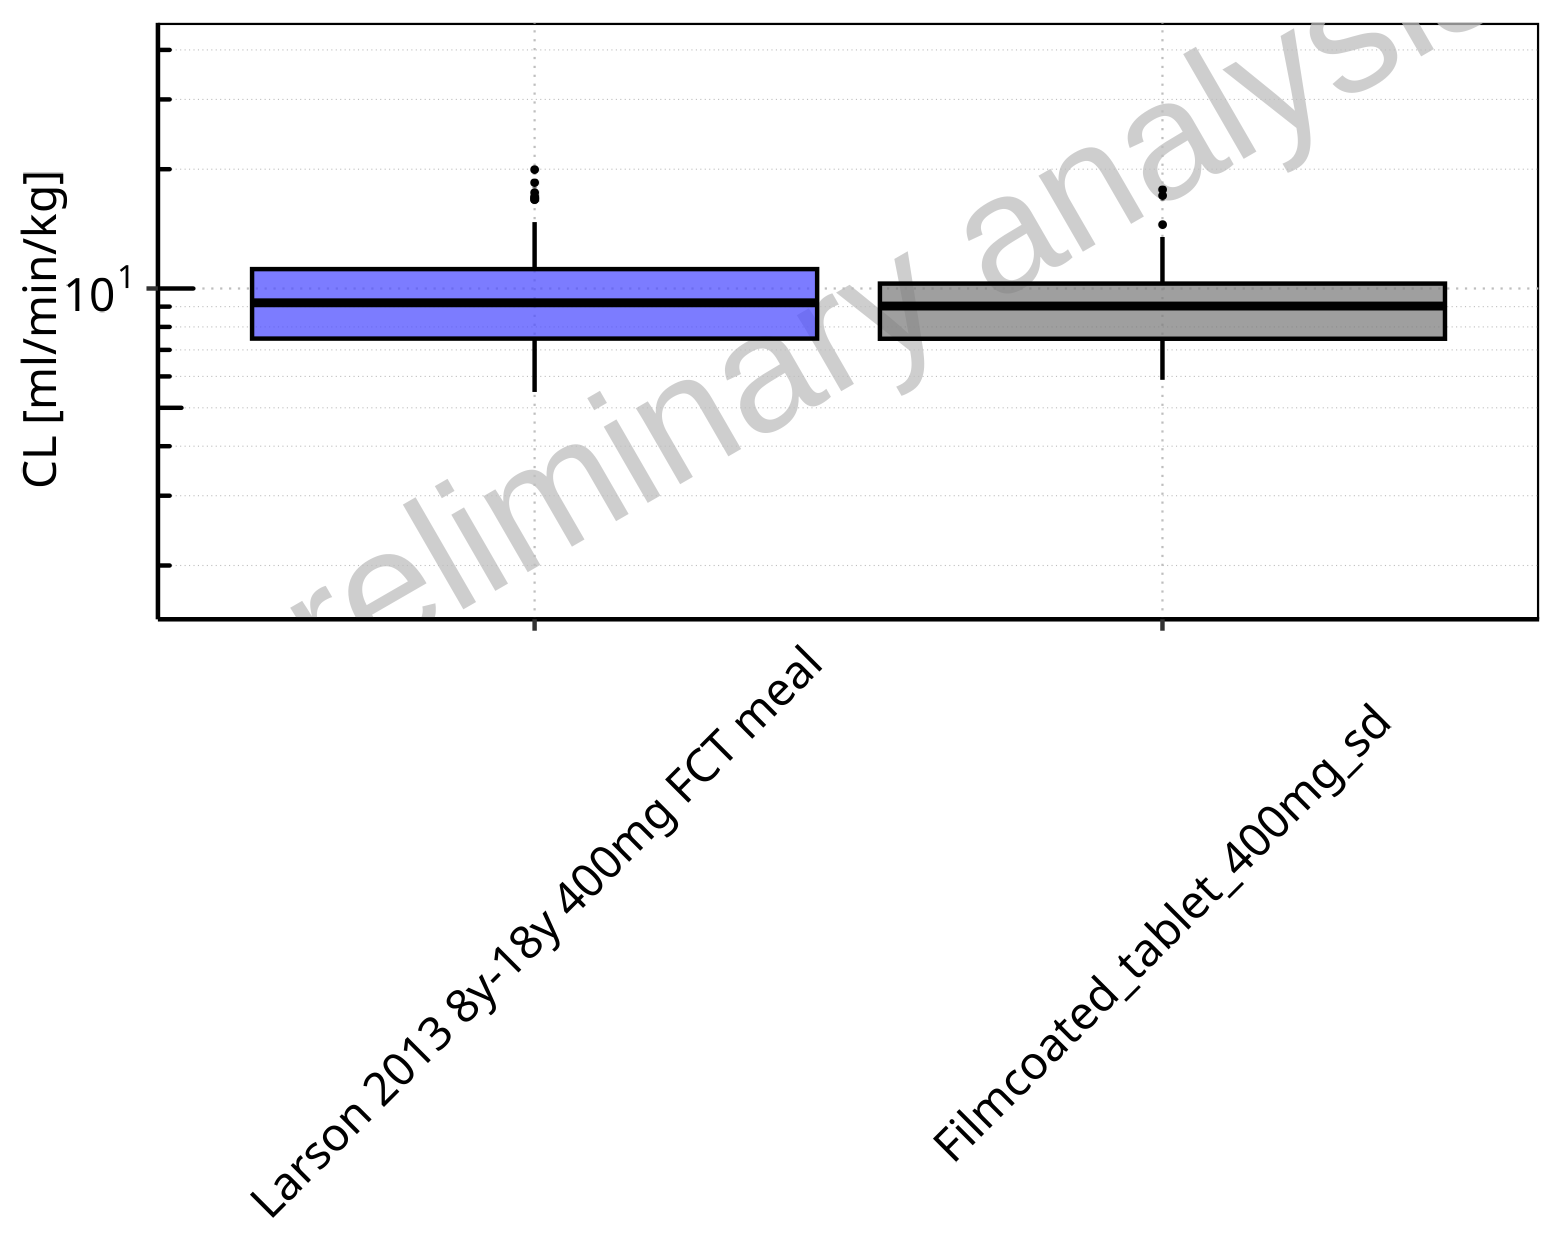 CL [ml/min/kg]
10¹
reliminary analysis
Larson 2013 8y-18y 400mg FCT meal
Filmcoated_tablet_400mg_sd